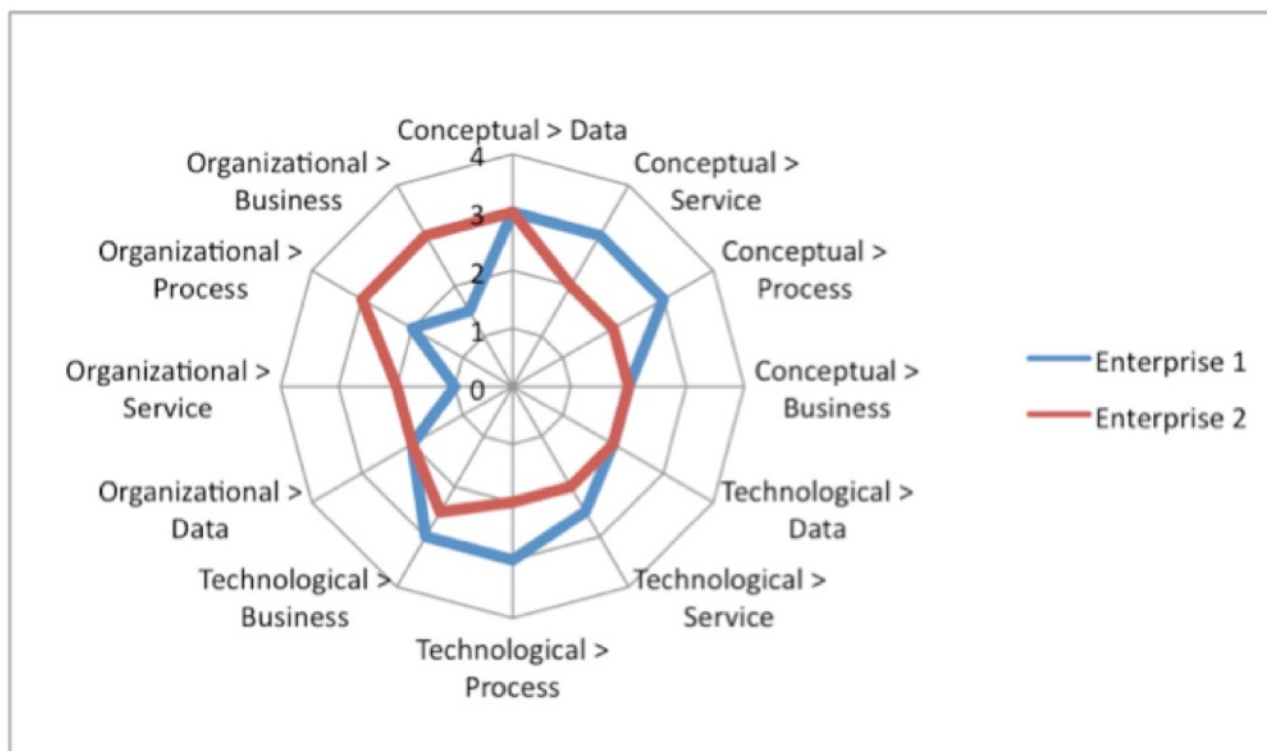 Conceptual > Data
4
3
2
1
0
Conceptual >
Service
Conceptual >
Process
Conceptual >
Business
Technological >
Data
Technological >
Service
Technological >
Process
Technological >
Business
Organizational >
Data
Organizational >
Service
Organizational >
Process
Organizational >
Business
Enterprise 1
Enterprise 2